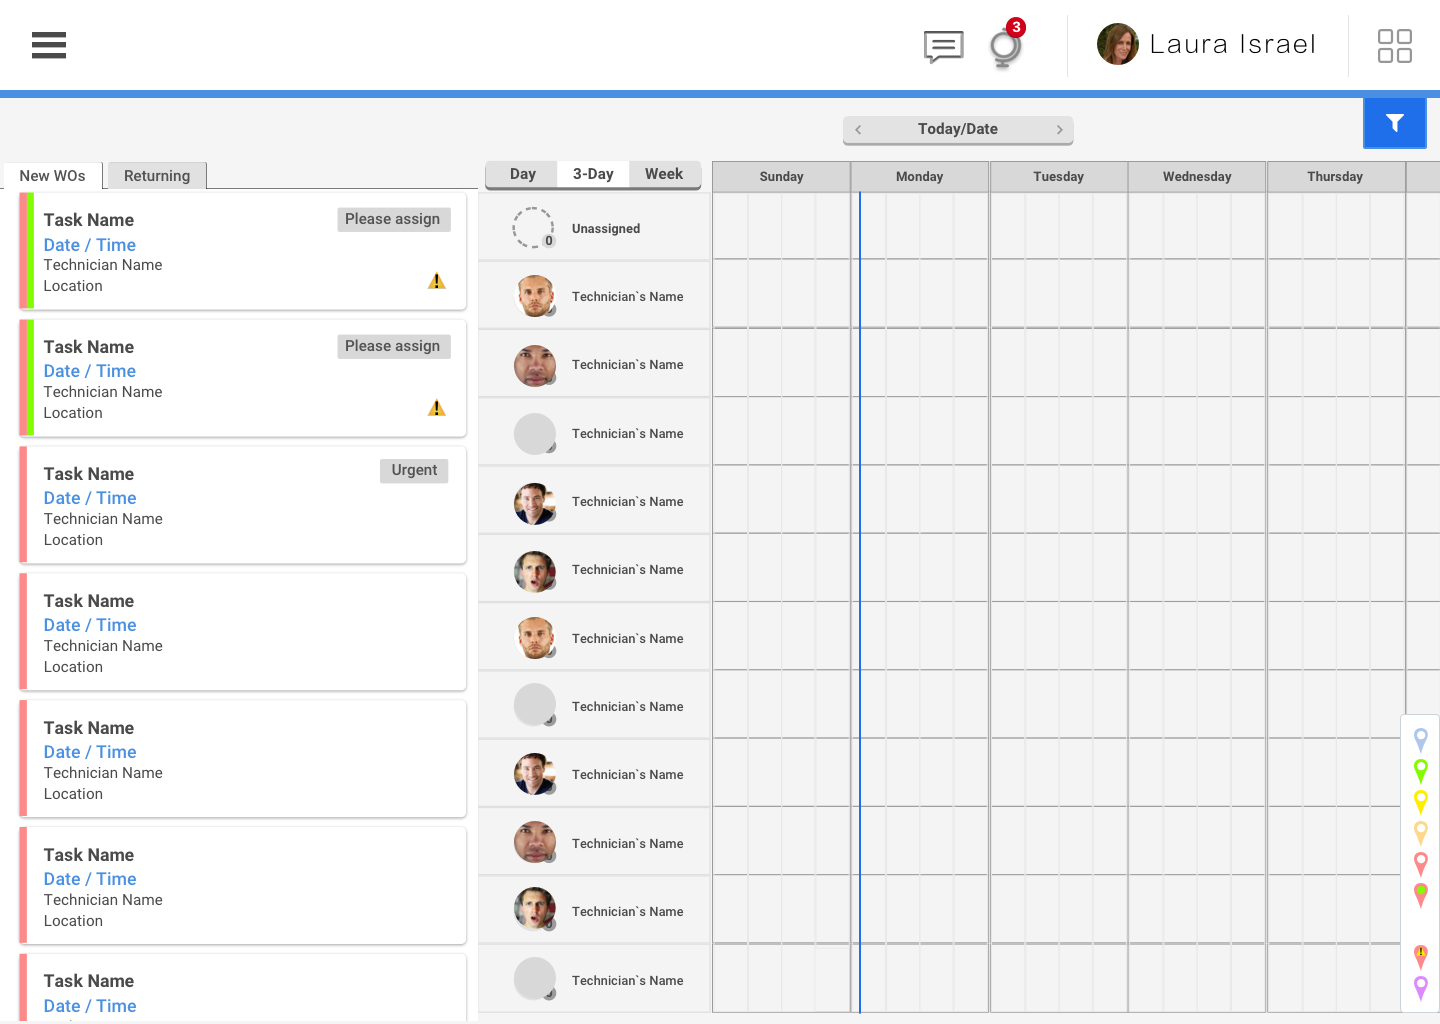 3
Laura Israel
Today/Date
New WOs
Returning
Day
3-Day
Week
Sunday
Monday
Tuesday
Wednesday
Thursday
Task Name
Please assign
Date / Time
Technician Name
Location
Task Name
Please assign
Date / Time
Technician Name
Location
Task Name
Urgent
Date / Time
Technician Name
Location
Task Name
Date / Time
Technician Name
Location
Task Name
Date / Time
Technician Name
Location
Task Name
Date / Time
Technician Name
Location
Task Name
Date / Time
0
Unassigned
Technician`s Name
Technician`s Name
Technician`s Name
Technician`s Name
Technician`s Name
Technician`s Name
Technician`s Name
Technician`s Name
Technician`s Name
Technician`s Name
Technician`s Name